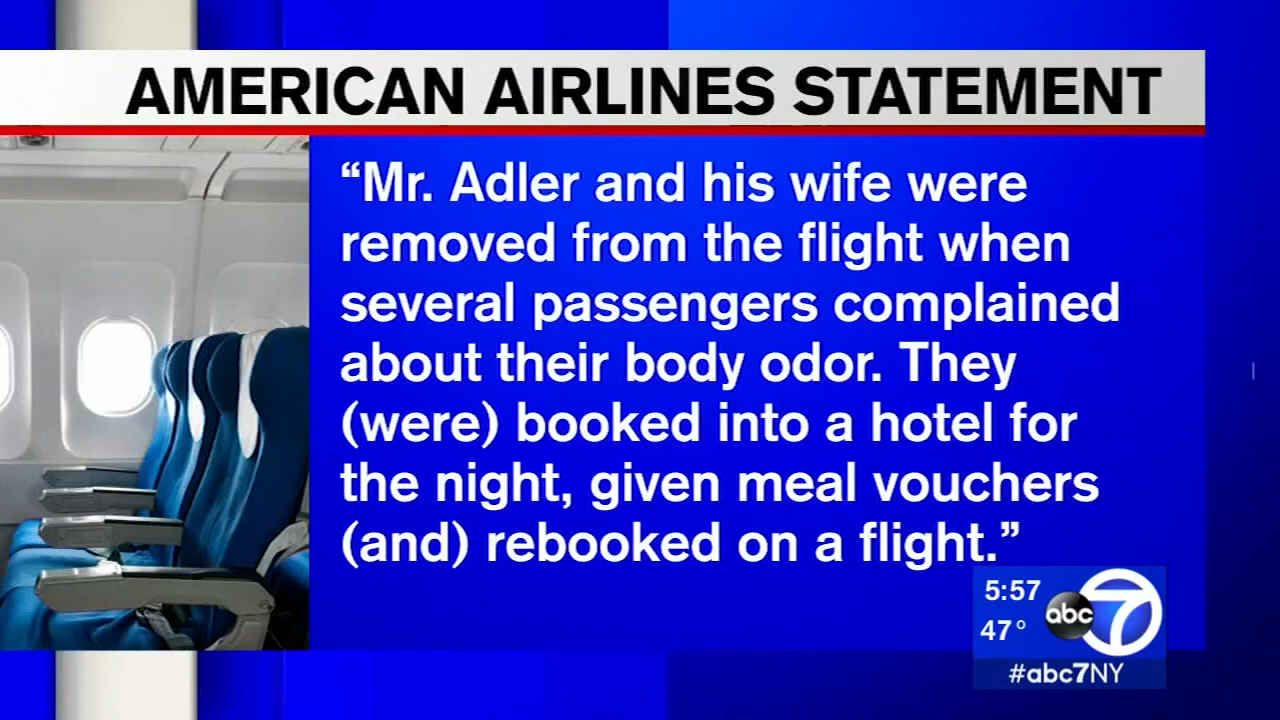 AMERICAN AIRLINES STATEMENT
“Mr. Adler and his wife were
removed from the flight when
several passengers complained
about their body odor. They
(were) booked into a hotel for
the night, given meal vouchers
(and) rebooked on a flight.”
5:57
47°
abc 7
#abc7NY